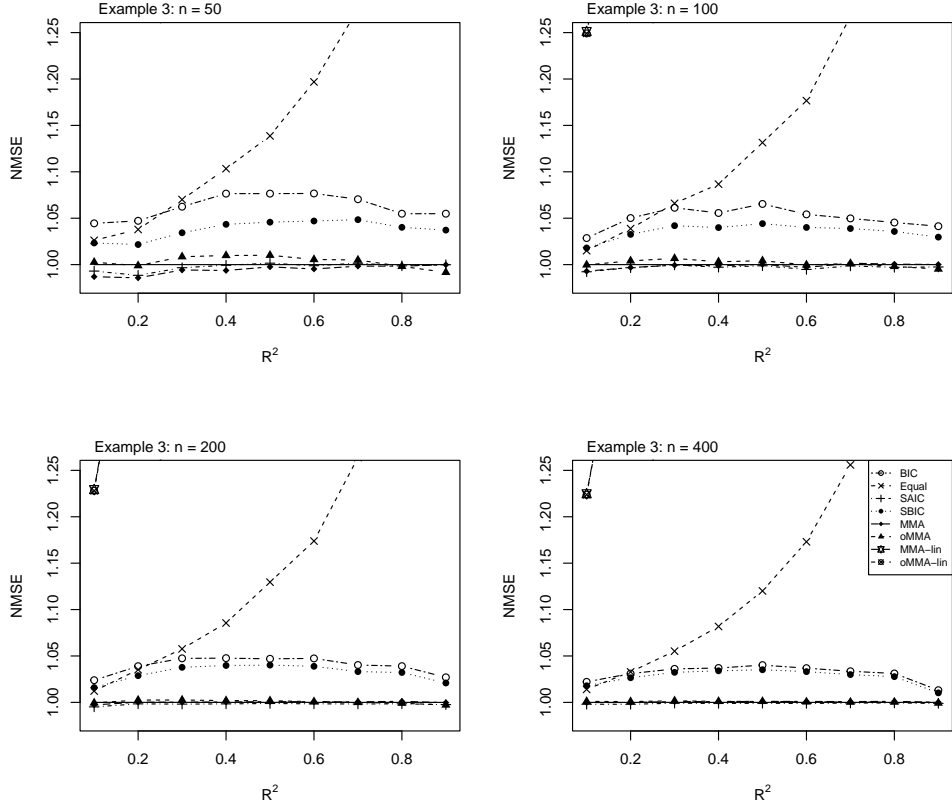 Example 3: n = 50
NMSE
1.00 1.05 1.10 1.15 1.20 1.25
0.2 0.4 0.6 0.8
R²
Example 3: n = 100
NMSE
1.00 1.05 1.10 1.15 1.20 1.25
0.2 0.4 0.6 0.8
R²
Example 3: n = 200
NMSE
1.00 1.05 1.10 1.15 1.20 1.25
0.2 0.4 0.6 0.8
R²
Example 3: n = 400
NMSE
1.00 1.05 1.10 1.15 1.20 1.25
0.2 0.4 0.6 0.8
R²
BIC
Equal
SAIC
SBIC
MMA
oMMA
MMA−lin
oMMA−lin